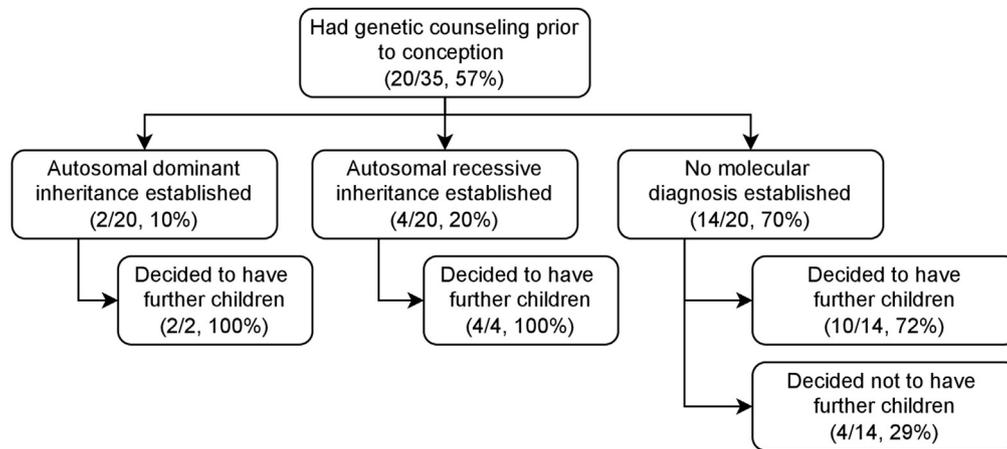 Had genetic counseling prior
to conception
(20/35, 57%)
Autosomal dominant
inheritance established
(2/20, 10%)
Autosomal recessive
inheritance established
(4/20, 20%)
No molecular
diagnosis established
(14/20, 70%)
Decided to have
further children
(2/2, 100%)
Decided to have
further children
(4/4, 100%)
Decided to have
further children
(10/14, 72%)
Decided not to have
further children
(4/14, 29%)